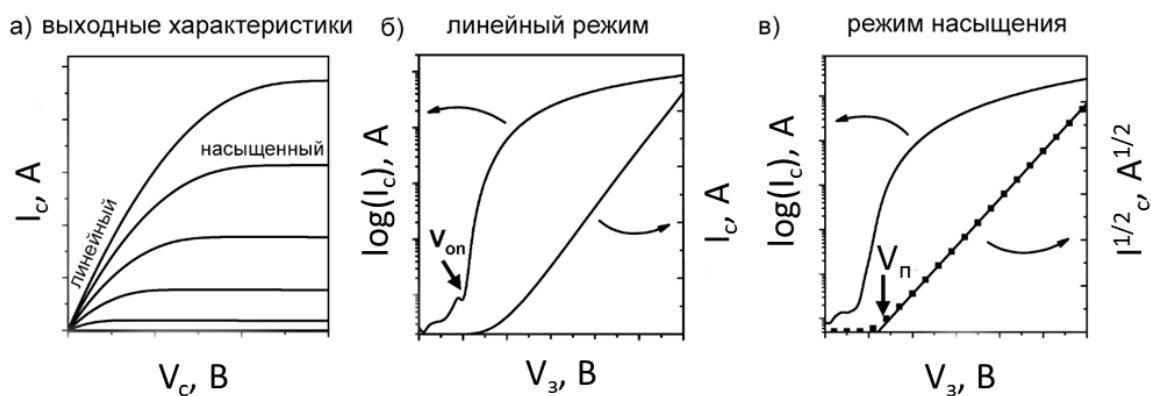 а) выходные характеристики
линейный
насыщенный
I_c, А
V_c, В
б) линейный режим
log(I_c), А
V_on
I_c, А
V_з, В
в) режим насыщения
log(I_c), А
V_п
I^1/2_c, А^1/2
V_з, В